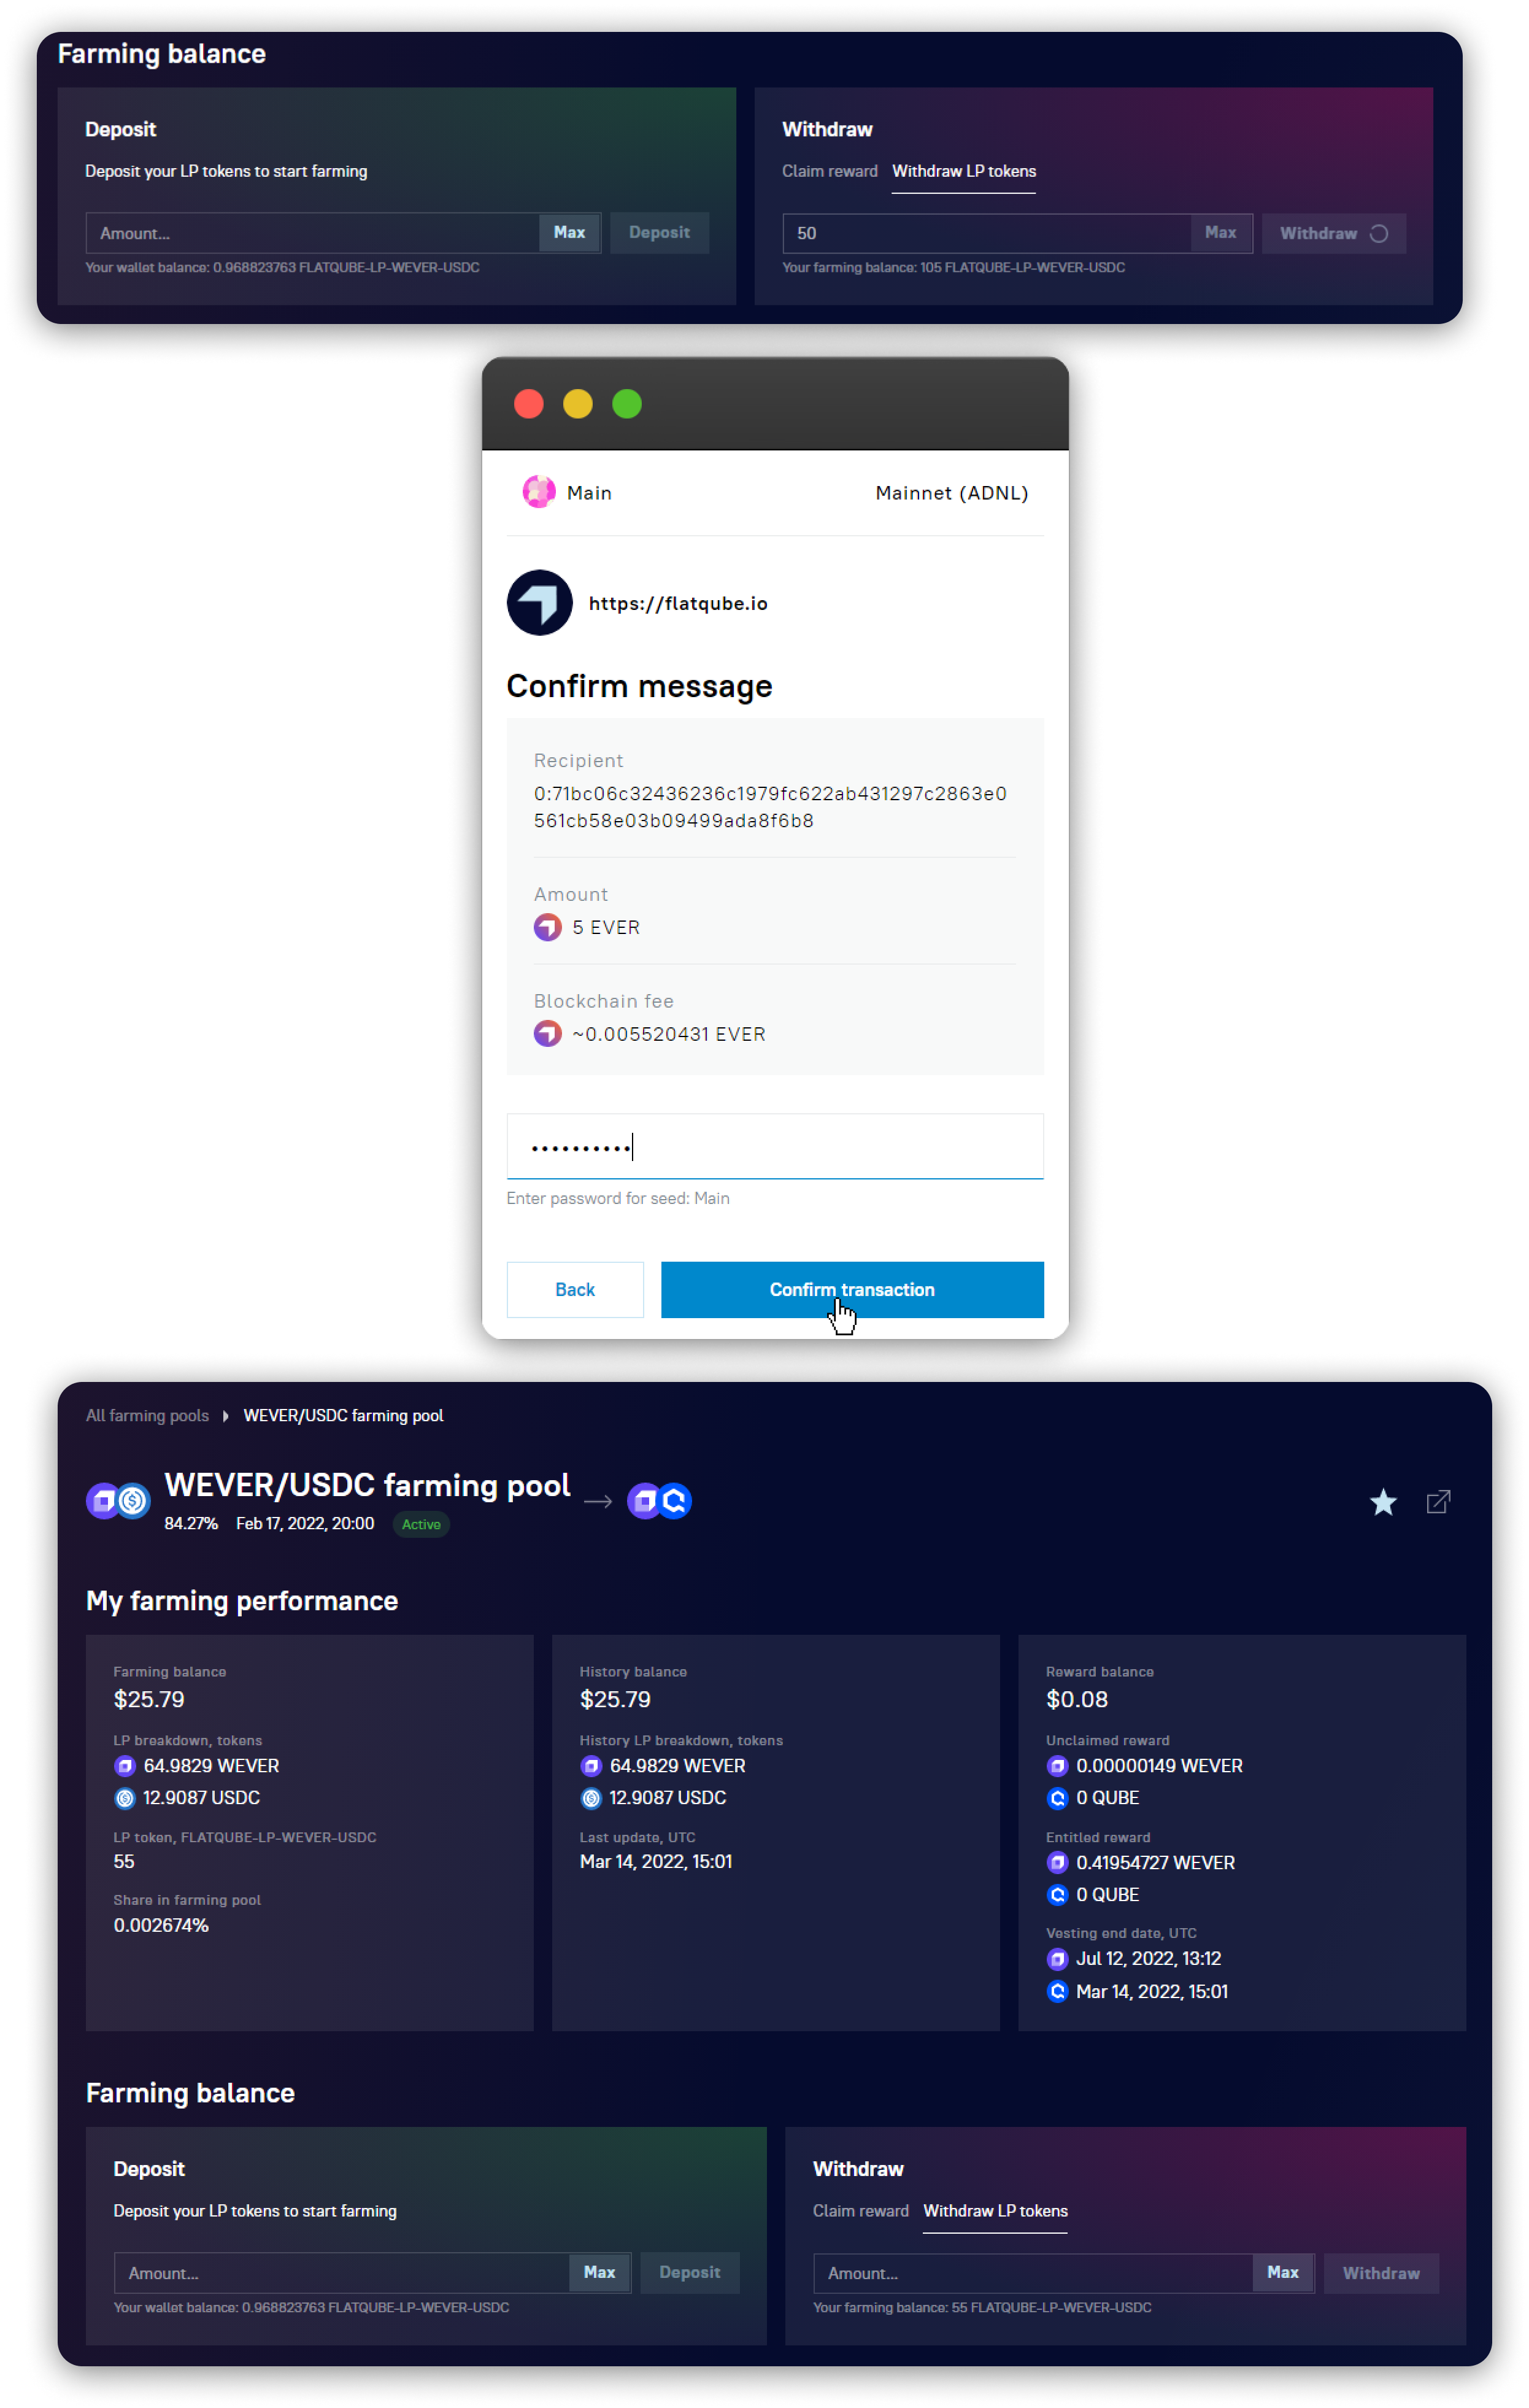 Farming balance
Deposit
Deposit your LP tokens to start farming
Amount...
Max
Deposit
Your wallet balance: 0.968823763 FLATQUBE-LP-WEVER-USDC
Withdraw
Claim reward Withdraw LP tokens
50
Max
Withdraw
Your farming balance: 105 FLATQUBE-LP-WEVER-USDC
Main
Mainnet (ADNL)
https://flatqube.io
Confirm message
Recipient
0:71bc06c32436236c1979fc622ab431297c2863e0
561cb58e03b09499ada8f6b8
Amount
5 EVER
Blockchain fee
~0.005520431 EVER
••••••••••
Enter password for seed: Main
Back
Confirm transaction
All farming pools
WEVER/USDC farming pool
WEVER/USDC farming pool
84.27% Feb 17, 2022, 20:00 Active
My farming performance
Farming balance
$25.79
LP breakdown, tokens
64.9829 WEVER
12.9087 USDC
LP token, FLATQUBE-LP-WEVER-USDC
55
Share in farming pool
0.002674%
History balance
$25.79
History LP breakdown, tokens
64.9829 WEVER
12.9087 USDC
Last update, UTC
Mar 14, 2022, 15:01
Reward balance
$0.08
Unclaimed reward
0.00000149 WEVER
0 QUBE
Entitled reward
0.41954727 WEVER
0 QUBE
Vesting end date, UTC
Jul 12, 2022, 13:12
Mar 14, 2022, 15:01
Farming balance
Deposit
Deposit your LP tokens to start farming
Amount...
Max
Deposit
Your wallet balance: 0.968823763 FLATQUBE-LP-WEVER-USDC
Withdraw
Claim reward Withdraw LP tokens
Amount...
Max
Withdraw
Your farming balance: 55 FLATQUBE-LP-WEVER-USDC